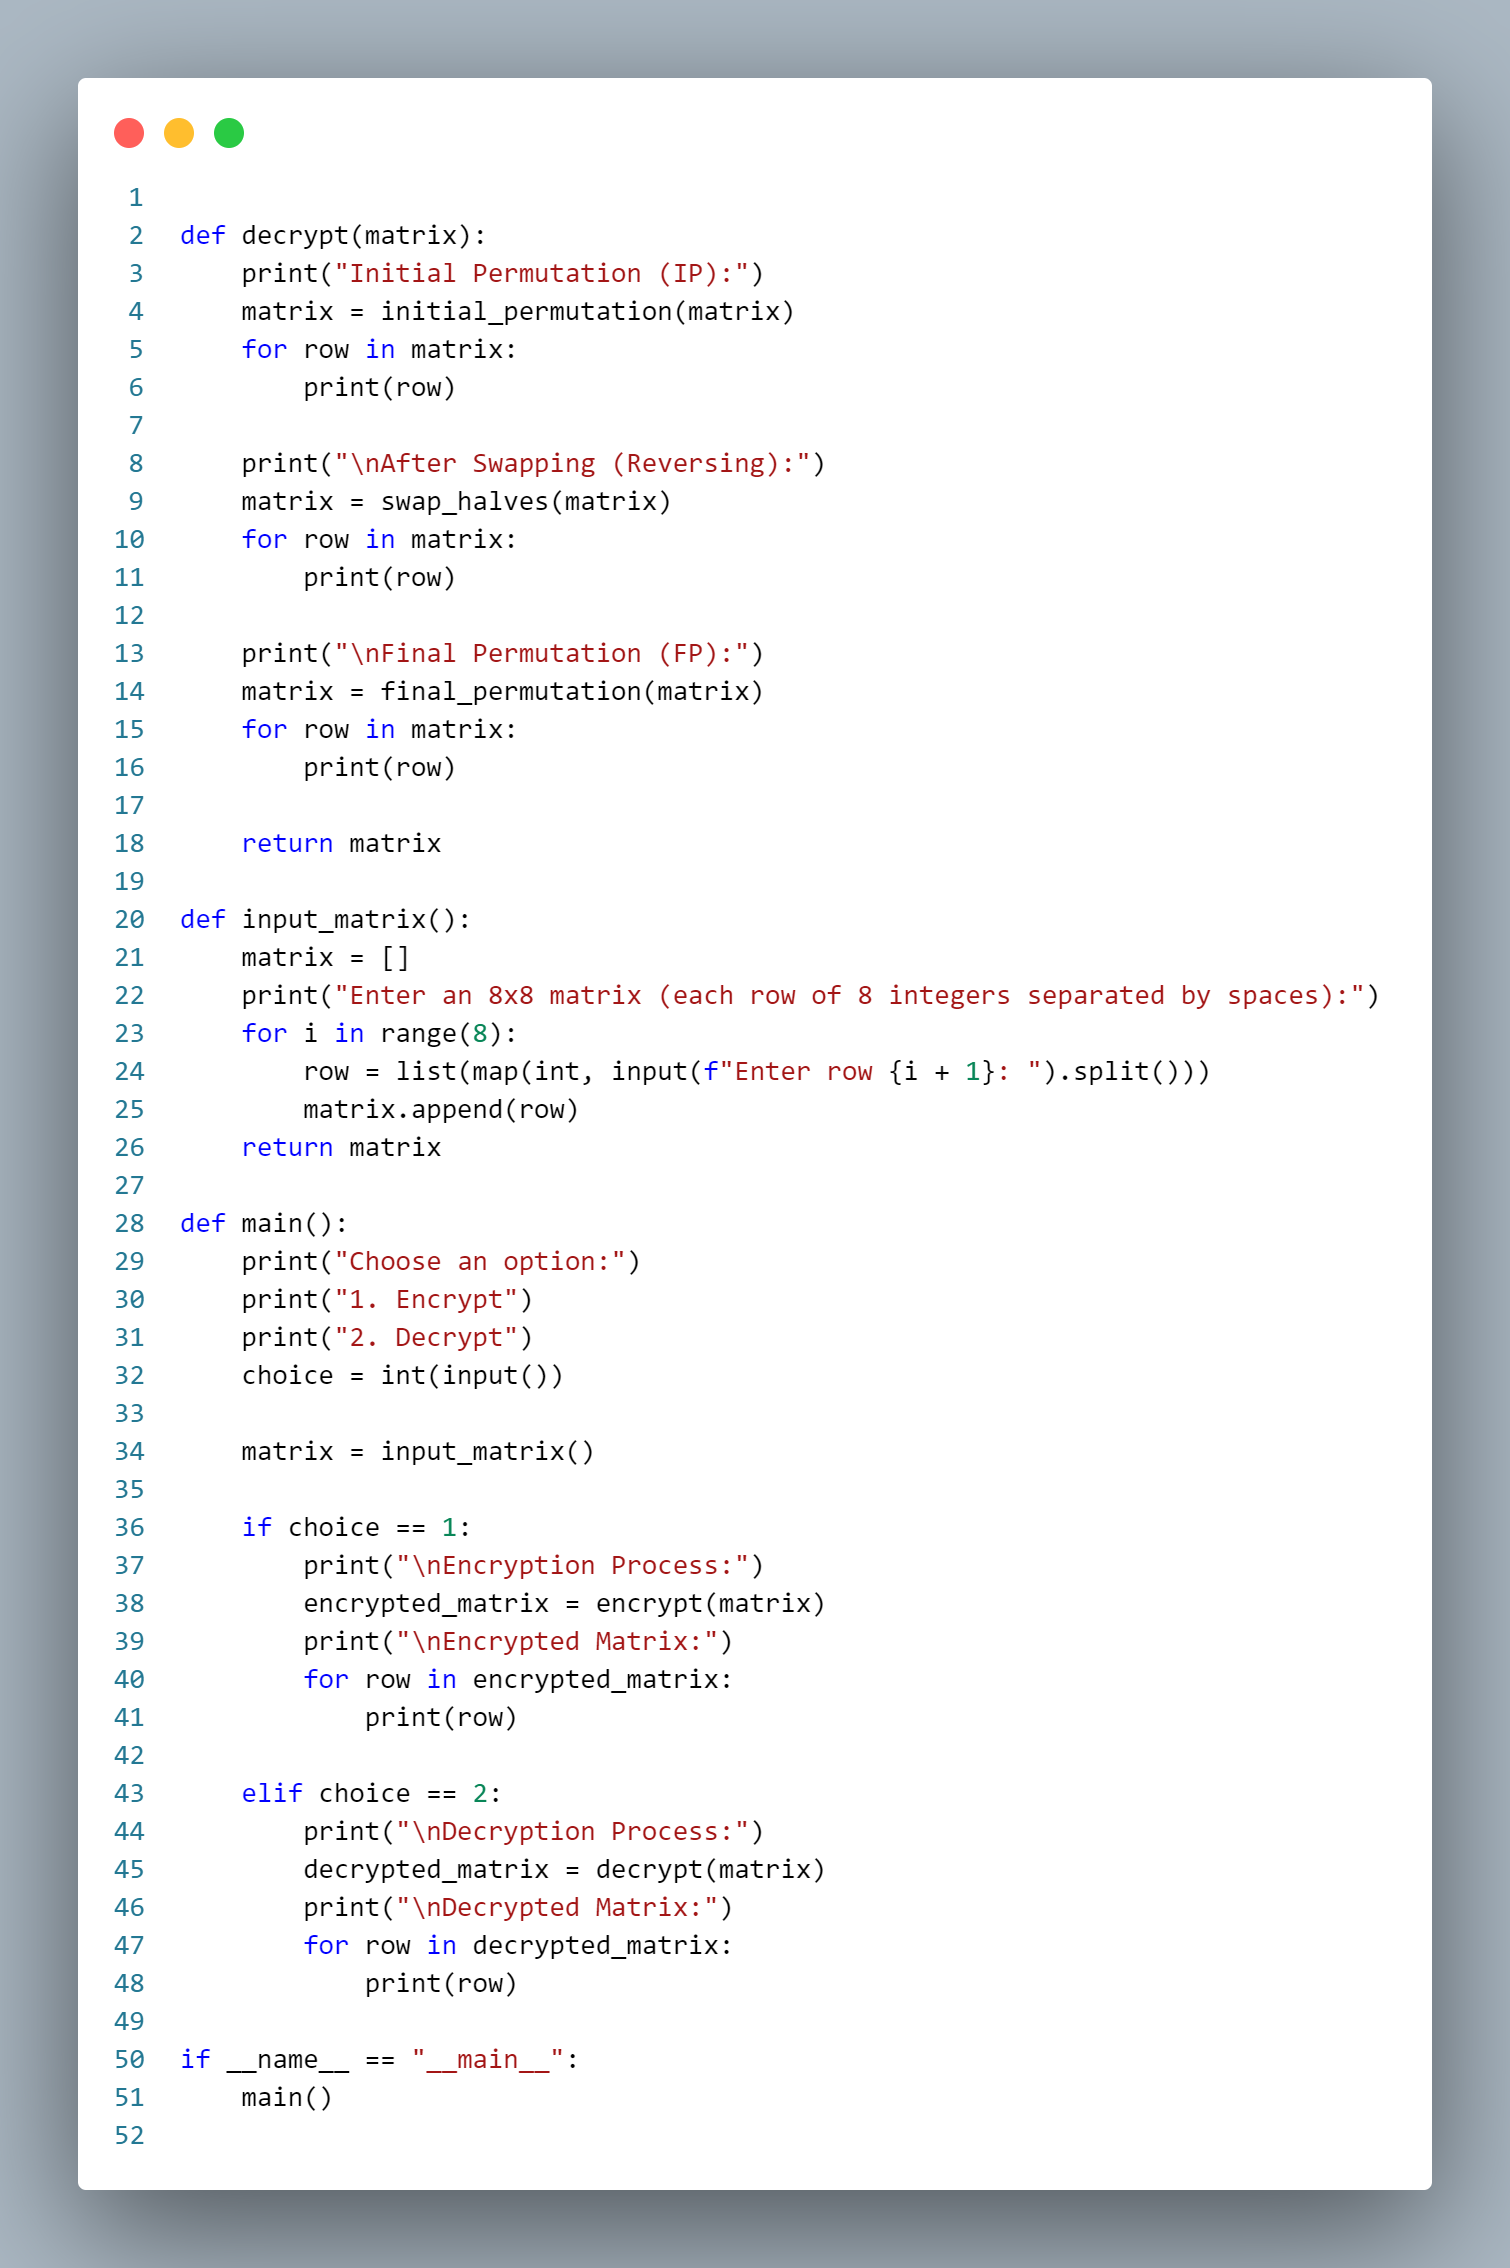 1
2 def decrypt(matrix):
3     print("Initial Permutation (IP):")
4     matrix = initial_permutation(matrix)
5     for row in matrix:
6         print(row)
7
8     print("\nAfter Swapping (Reversing):")
9     matrix = swap_halves(matrix)
10     for row in matrix:
11         print(row)
12
13     print("\nFinal Permutation (FP):")
14     matrix = final_permutation(matrix)
15     for row in matrix:
16         print(row)
17
18     return matrix
19
20 def input_matrix():
21     matrix = []
22     print("Enter an 8x8 matrix (each row of 8 integers separated by spaces):")
23     for i in range(8):
24         row = list(map(int, input(f"Enter row {i + 1}: ").split()))
25         matrix.append(row)
26     return matrix
27
28 def main():
29     print("Choose an option:")
30     print("1. Encrypt")
31     print("2. Decrypt")
32     choice = int(input())
33
34     matrix = input_matrix()
35
36     if choice == 1:
37         print("\nEncryption Process:")
38         encrypted_matrix = encrypt(matrix)
39         print("\nEncrypted Matrix:")
40         for row in encrypted_matrix:
41             print(row)
42
43     elif choice == 2:
44         print("\nDecryption Process:")
45         decrypted_matrix = decrypt(matrix)
46         print("\nDecrypted Matrix:")
47         for row in decrypted_matrix:
48             print(row)
49
50 if __name__ == "__main__":
51     main()
52